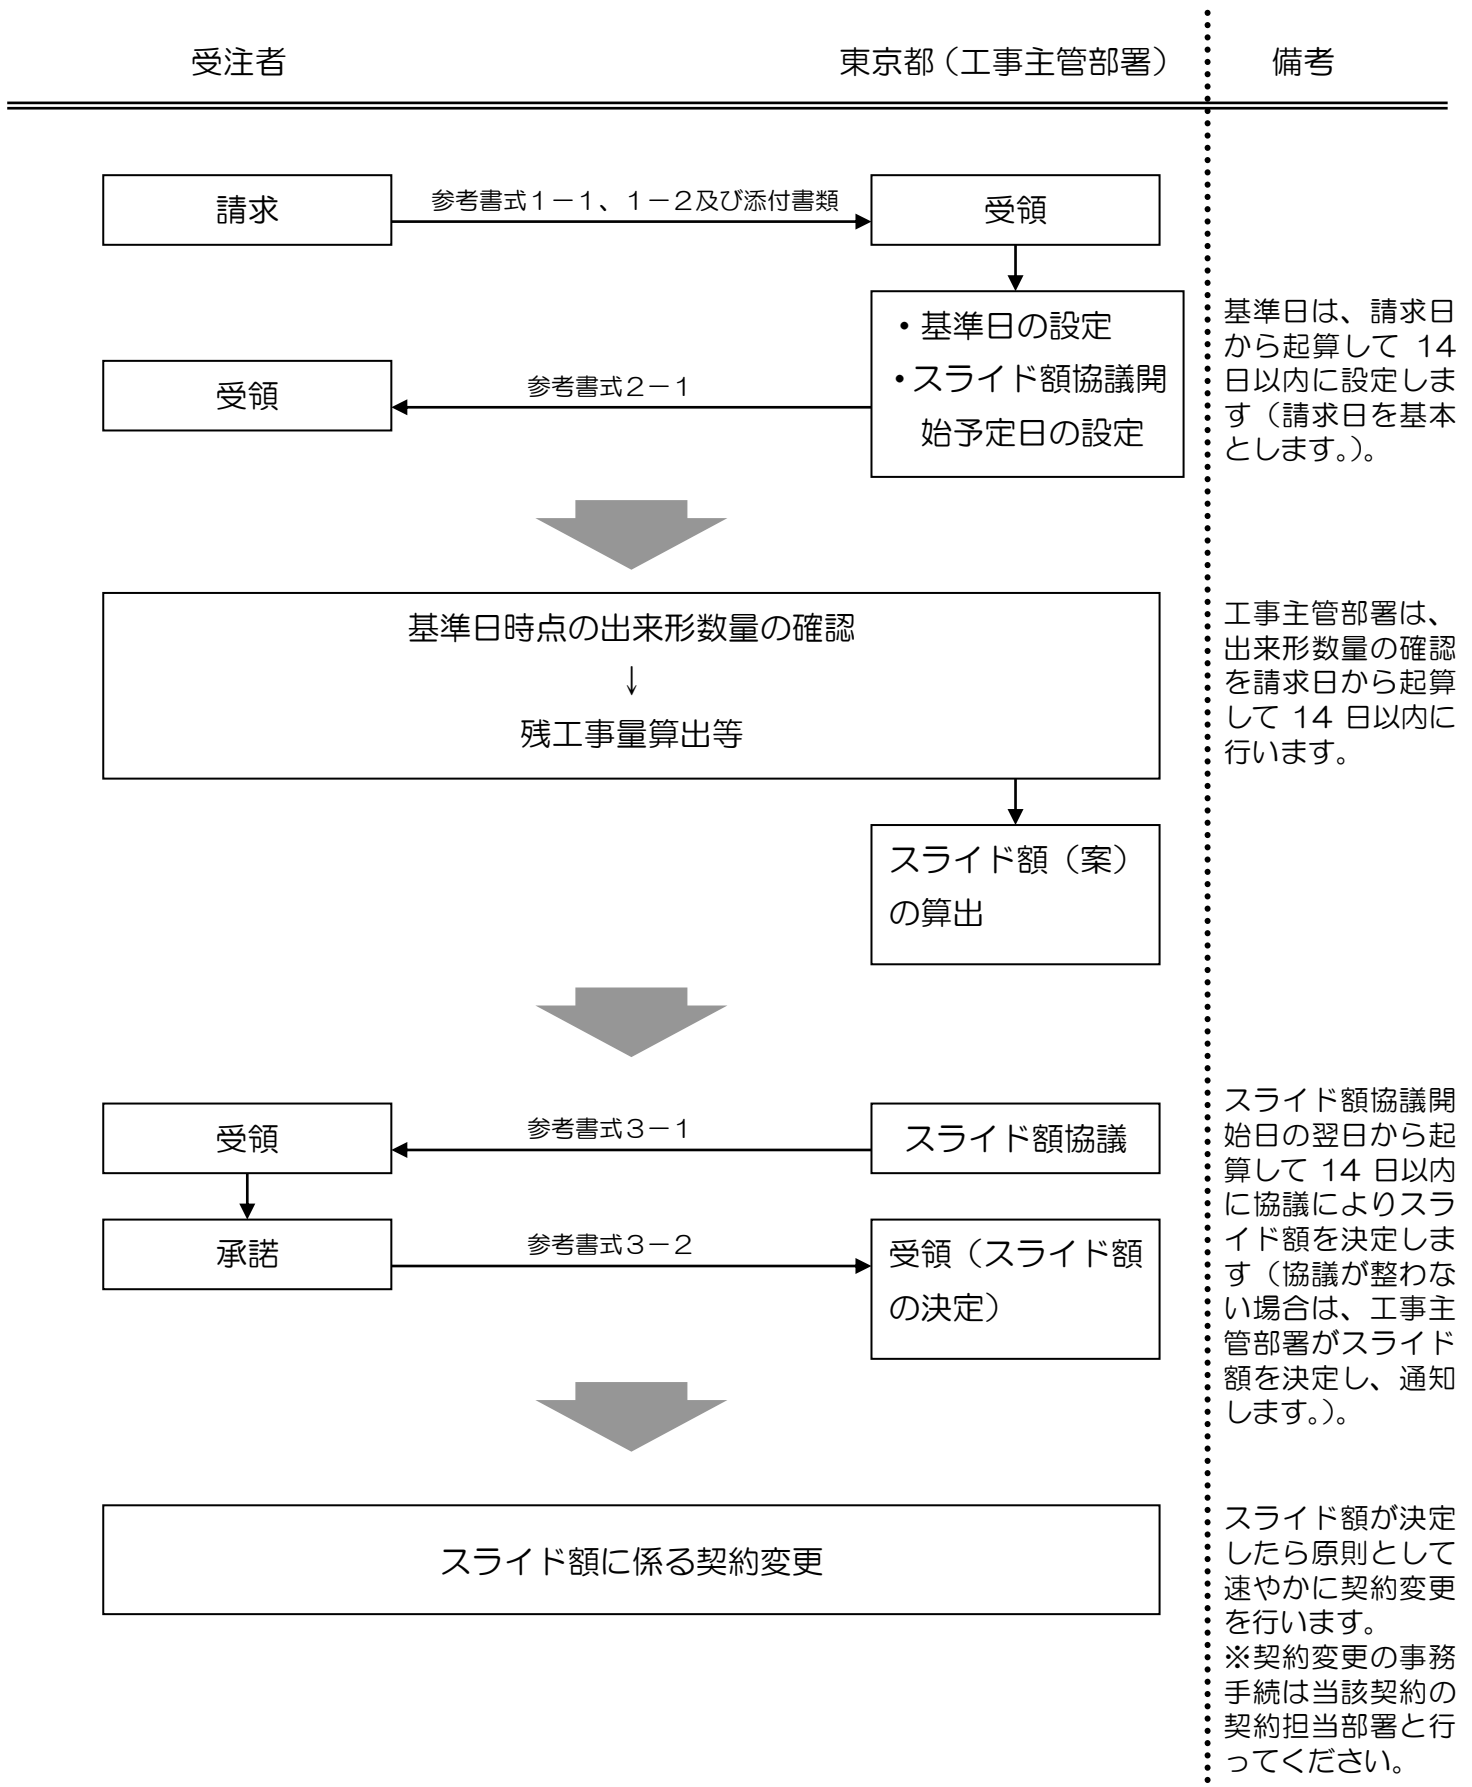 受注者
東京都（工事主管部署）
備考
請求
参考書式１－１、１－２及び添付書類
受領
・基準日の設定
・スライド額協議開
始予定日の設定
受領
参考書式２－１
基準日は、請求日
から起算して 14
日以内に設定しま
す（請求日を基本
とします。）。
基準日時点の出来形数量の確認
↓
残工事量算出等
工事主管部署は、
出来形数量の確認
を請求日から起算
して 14 日以内に
行います。
スライド額（案）
の算出
受領
参考書式３－１
スライド額協議
承諾
参考書式３－２
受領（スライド額
の決定）
スライド額協議開
始日の翌日から起
算して 14 日以内
に協議によりスラ
イド額を決定しま
す（協議が整わな
い場合は、工事主
管部署がスライド
額を決定し、通知
します。）。
スライド額に係る契約変更
スライド額が決定
したら原則として
速やかに契約変更
を行います。
※契約変更の事務
手続は当該契約の
契約担当部署と行
ってください。